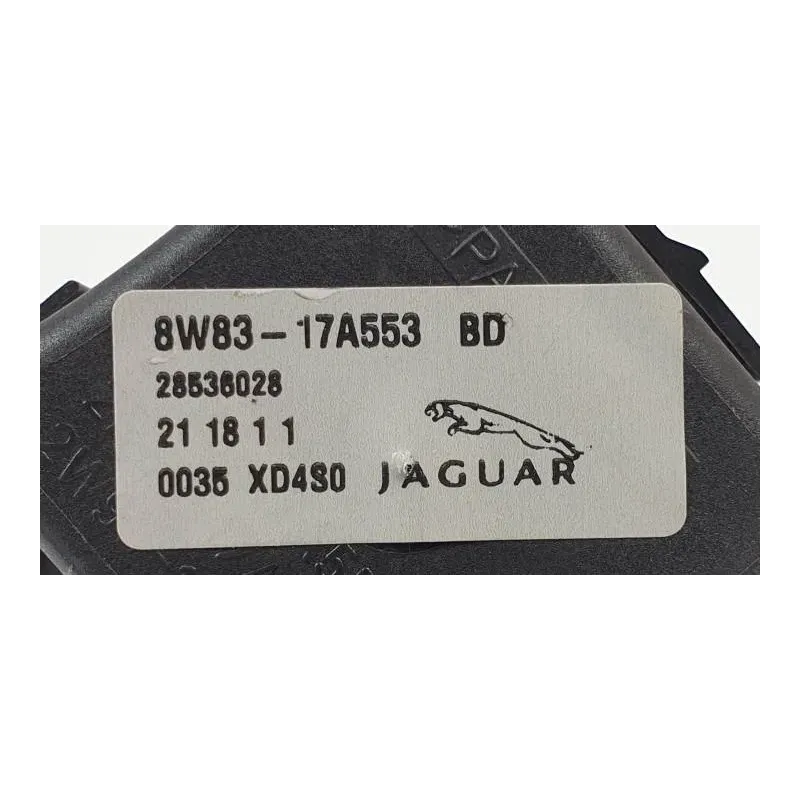 8W83-17A553 BD
28536028
21 18 1 1
0035 XD4S0 JAGUAR